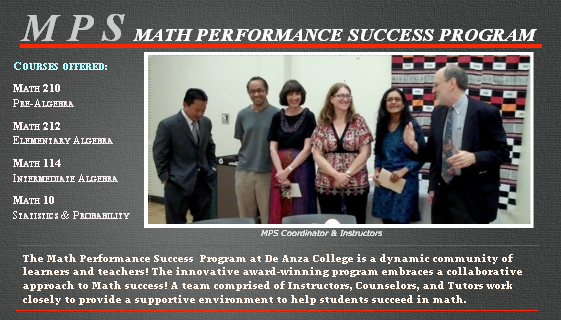 MPS MATH PERFORMANCE SUCCESS PROGRAM
COURSES OFFERED:
MATH 210
PRE-ALGEBRA
MATH 212
ELEMENTARY ALGEBRA
MATH 114
INTERMEDIATE ALGEBRA
MATH 10
STATISTICS & PROBABILITY
MPS Coordinator & Instructors
The Math Performance Success Program at De Anza College is a dynamic community of
learners and teachers! The innovative award-winning program embraces a collaborative
approach to Math success! A team comprised of Instructors, Counselors, and Tutors work
closely to provide a supportive environment to help students succeed in math.